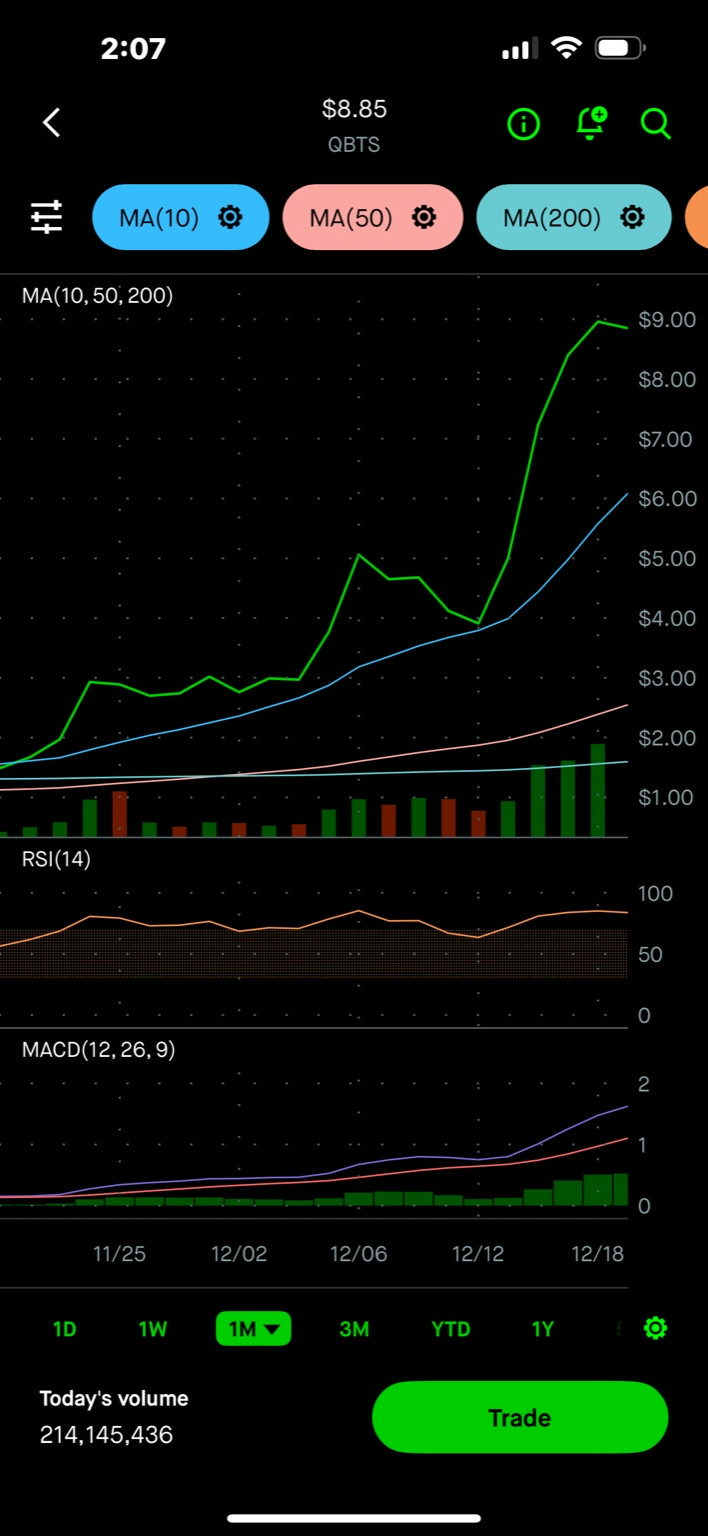 2:07
$8.85
QBTS
MA(10) MA(50) MA(200)
MA(10,50,200)
$9.00
$8.00
$7.00
$6.00
$5.00
$4.00
$3.00
$2.00
$1.00
RSI(14)
100
50
0
MACD(12,26,9)
2
1
0
11/25 12/02 12/06 12/12 12/18
1D 1W 1M 3M YTD 1Y
Today's volume
214,145,436
Trade